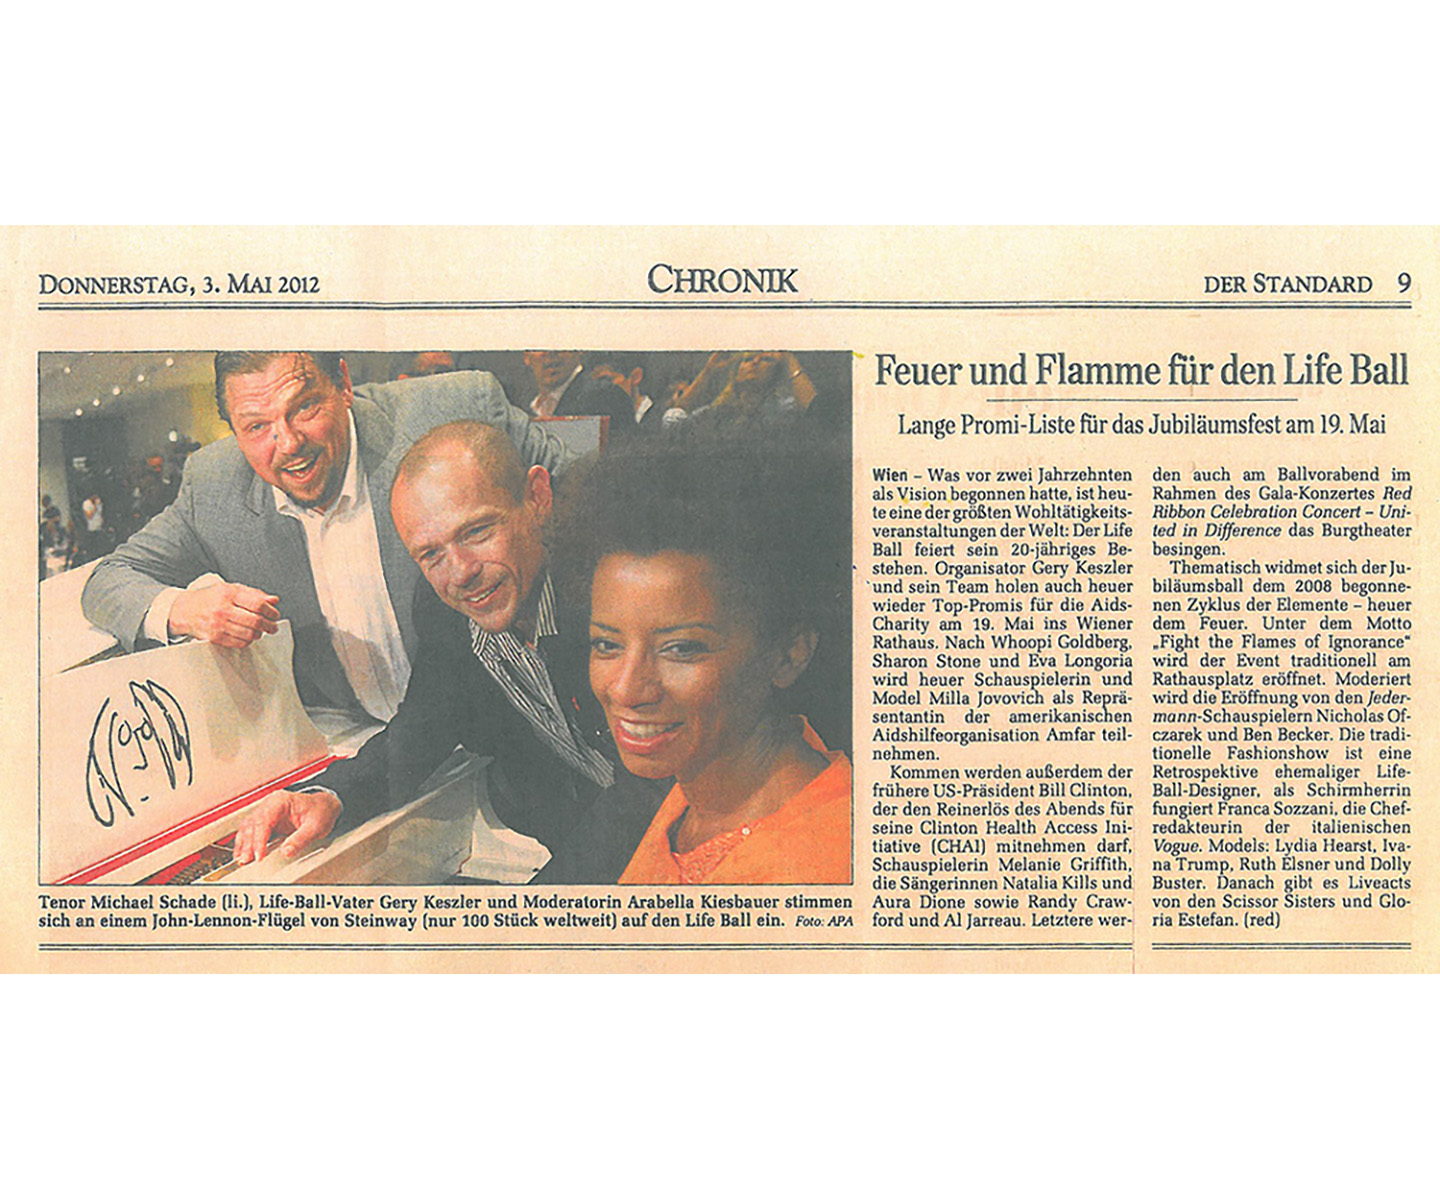 DONNERSTAG, 3. MAI 2012
CHRONIK
DER STANDARD 9
Feuer und Flamme für den Life Ball
Lange Promi-Liste für das Jubiläumsfest am 19. Mai
Wien – Was vor zwei Jahrzehnten
als Vision begonnen hatte, ist heu-
te eine der größten Wohltätigkeits-
veranstaltungen der Welt: Der Life
Ball feiert sein 20-jähriges Be-
stehen. Organisator Gery Keszler
und sein Team holen auch heuer
wieder Top-Promis für die Aids-
Charity am 19. Mai ins Wiener
Rathaus. Nach Whoopi Goldberg,
Sharon Stone und Eva Longoria
wird heuer Schauspielerin und
Model Milla Jovovich als Reprä-
sentantin der amerikanischen
Aidshilfeorganisation Amfar teil-
nehmen.
Kommen werden außerdem der
frühere US-Präsident Bill Clinton,
der den Reinerlös des Abends für
seine Clinton Health Access Ini-
tiative (CHAI) mitnehmen darf,
Schauspielerin Melanie Griffith,
die Sängerinnen Natalia Kills und
Aura Dione sowie Randy Craw-
ford und Al Jarreau. Letztere wer-
den auch am Ballvorabend im
Rahmen des Gala-Konzertes Red
Ribbon Celebration Concert – Uni-
ted in Difference das Burgtheater
besingen.
Thematisch widmet sich der Ju-
biläumsball dem 2008 begonne-
nen Zyklus der Elemente – heuer
dem Feuer. Unter dem Motto
„Fight the Flames of Ignorance“
wird der Event traditionell am
Rathausplatz eröffnet. Moderiert
wird die Eröffnung von den Jeder-
mann-Schauspielern Nicholas Of-
czarek und Ben Becker. Die tradi-
tionelle Fashionshow ist eine
Retrospektive ehemaliger Life-
Ball-Designer, als Schirmherrin
fungiert Franca Sozzani, die Chef-
redakteurin der italienischen
Vogue. Models: Lydia Hearst, Iva-
na Trump, Ruth Elsner und Dolly
Buster. Danach gibt es Liveacts
von den Scissor Sisters und Glo-
ria Estefan. (red)
Tenor Michael Schade (li.), Life-Ball-Vater Gery Keszler und Moderatorin Arabella Kiesbauer stimmen
sich an einem John-Lennon-Flügel von Steinway (nur 100 Stück weltweit) auf den Life Ball ein. Foto: APA